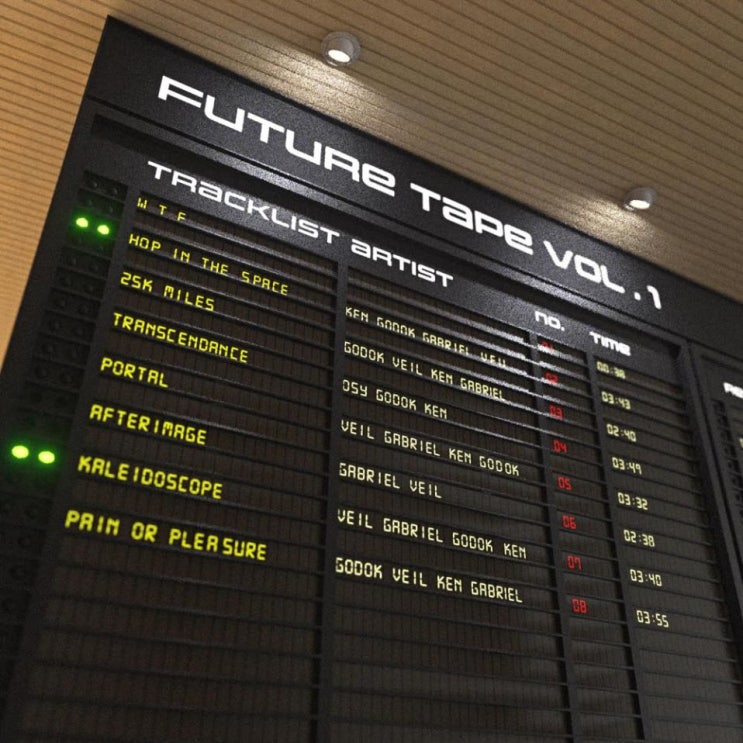 FUTURE TAPE VOL.1
TRACKLIST ARTIST NO. TIME
W T F 01 00:38
HOP IN THE SPACE KEN GODOK GABRIEL VEIL 02 03:43
25K MILES GODOK VEIL KEN GABRIEL 03 02:40
TRANSCENDANCE OSY GODOK KEN 04 03:49
PORTAL VEIL GABRIEL KEN GODOK 05 03:32
AFTERIMAGE GABRIEL VEIL 06 02:38
KALEIDOSCOPE VEIL GABRIEL GODOK KEN 07 03:40
PAIN OR PLEASURE GODOK VEIL KEN GABRIEL 08 03:55